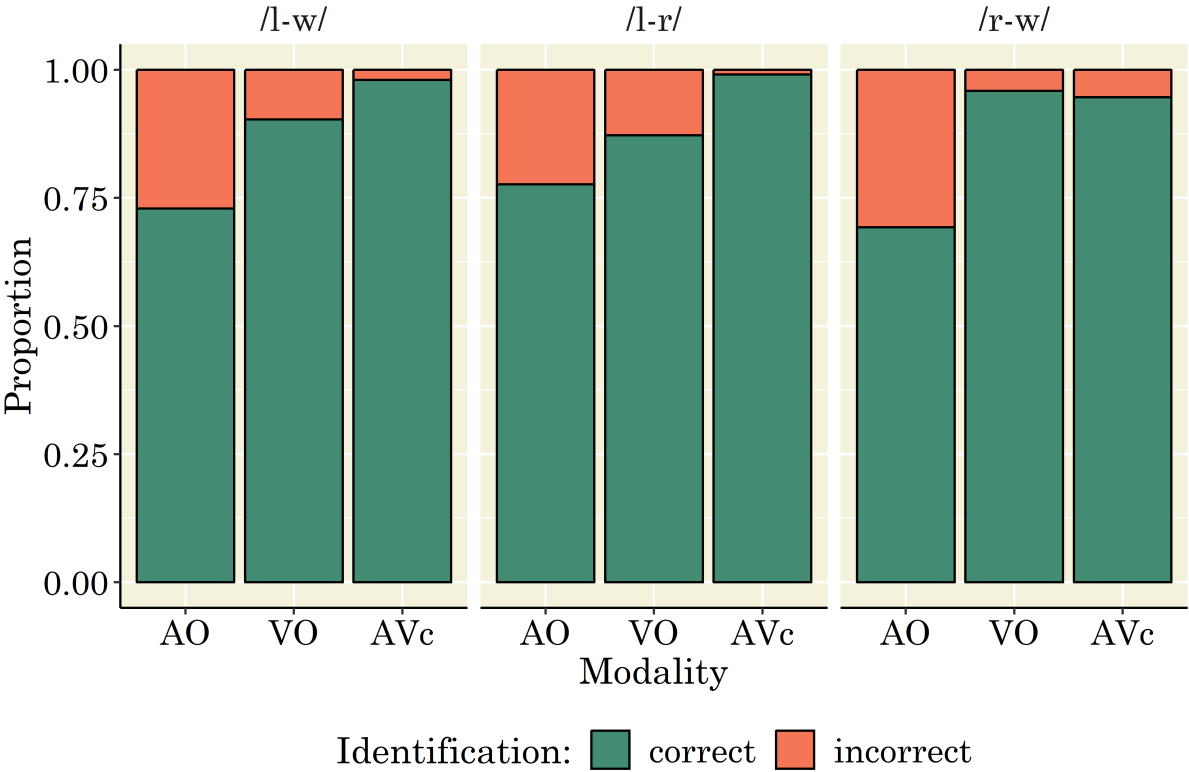 /l-w/ /l-r/ /r-w/
1.00
0.75
0.50
0.25
0.00
Proportion
AO VO AVc AO VO AVc AO VO AVc
Modality
Identification: correct incorrect